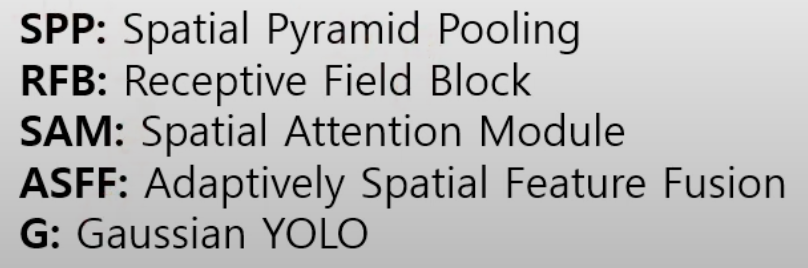 SPP: Spatial Pyramid Pooling
RFB: Receptive Field Block
SAM: Spatial Attention Module
ASFF: Adaptively Spatial Feature Fusion
G: Gaussian YOLO